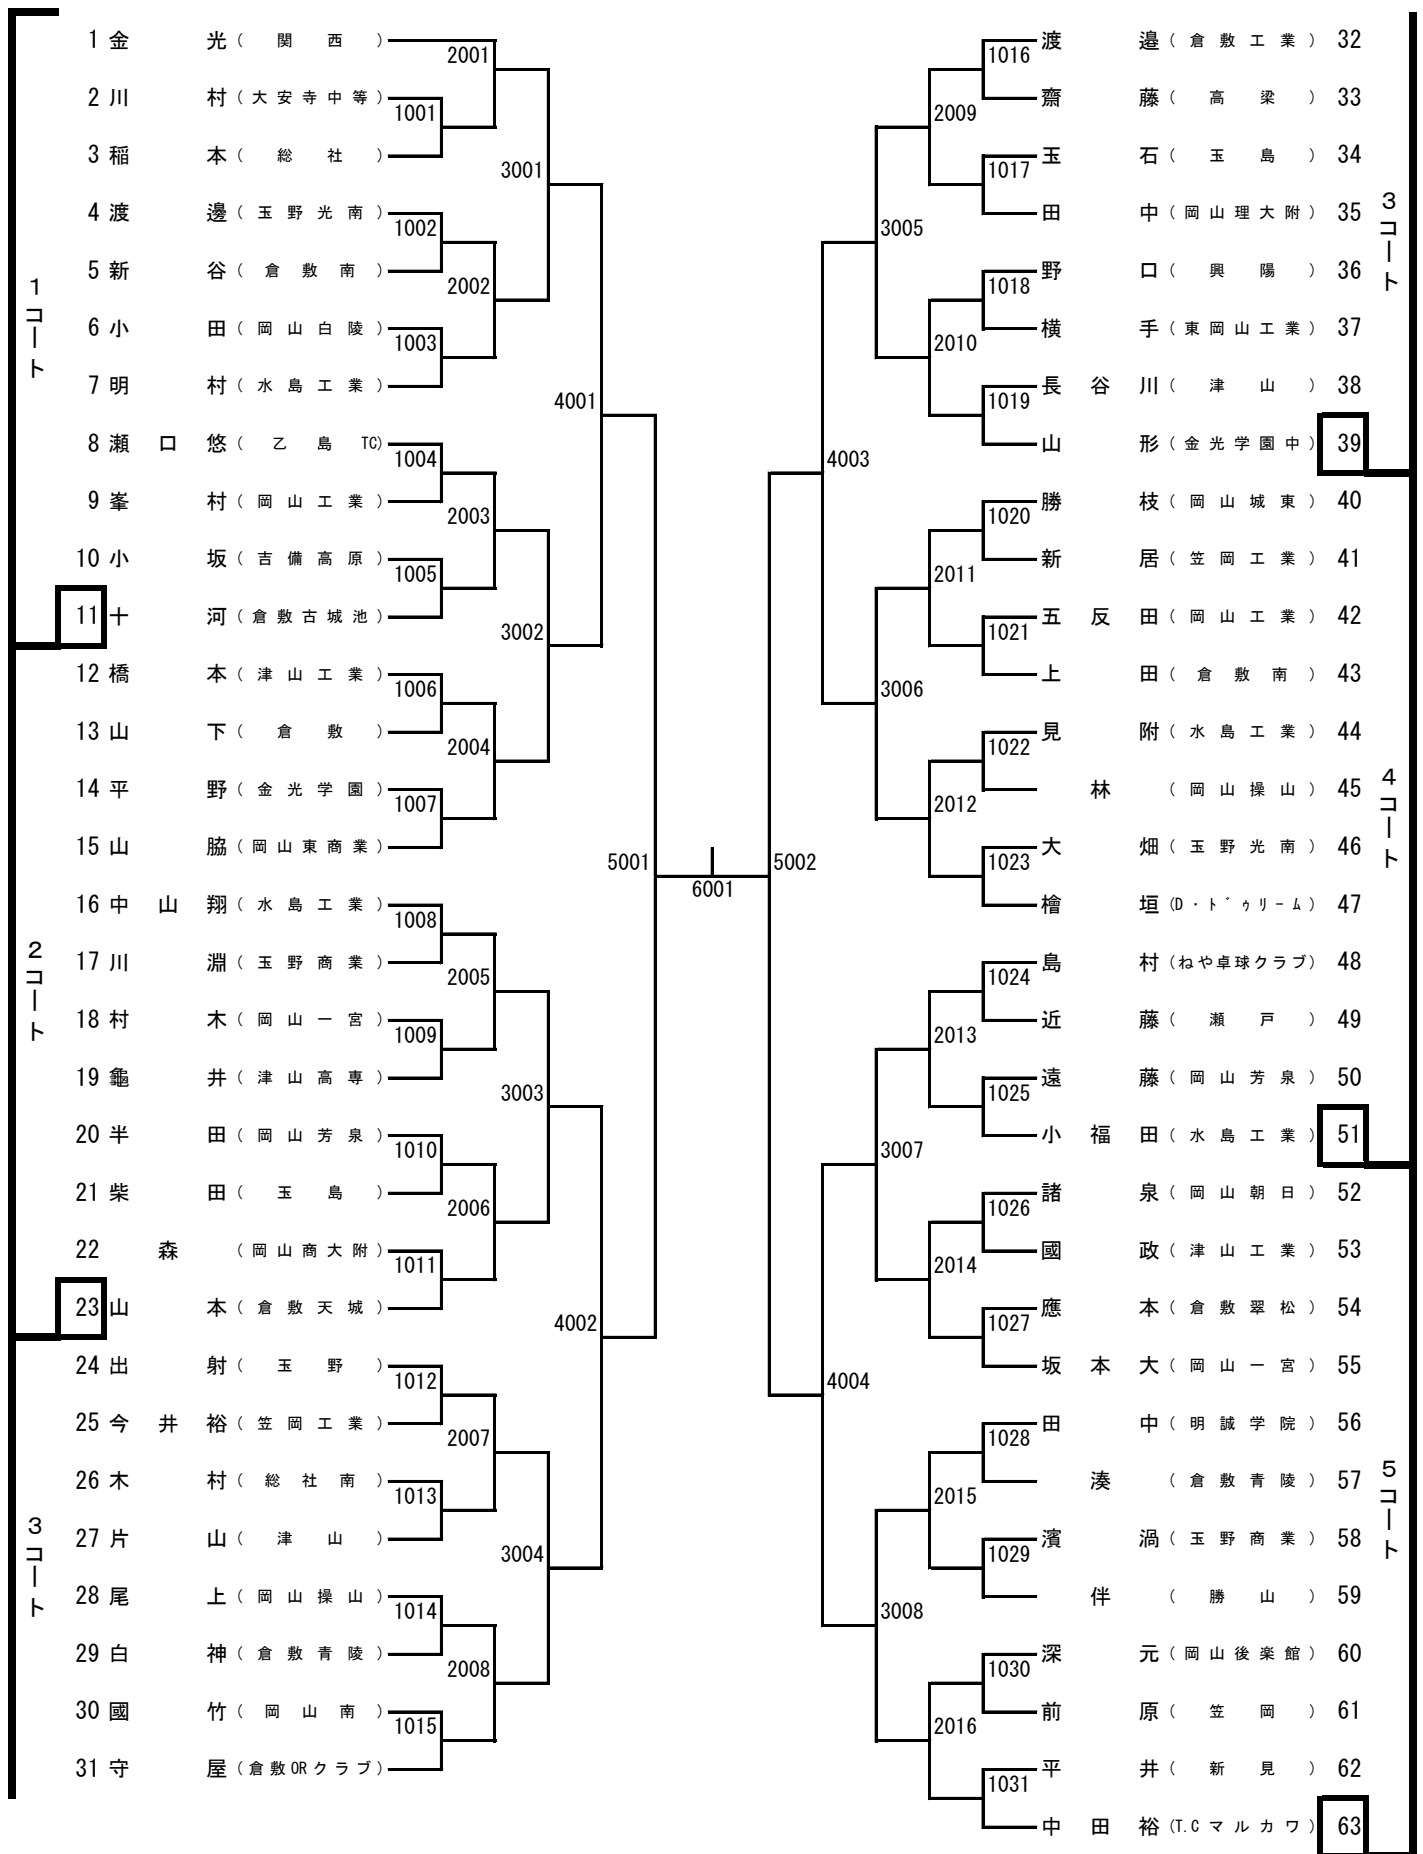 1コート
1 金光(関西)
2 川村(大安寺中等)
3 稲本(総社)
4 渡邊(玉野光南)
5 新谷(倉敷南)
6 小田(岡山白陵)
7 明村(水島工業)
8 瀬口悠(乙島TC)
9 峯村(岡山工業)
10 小坂(吉備高原)
11 十河(倉敷古城池)
2コート
12 橋本(津山工業)
13 山下(倉敷)
14 平野(金光学園)
15 山脇(岡山東商業)
16 中山翔(水島工業)
17 川淵(玉野商業)
18 村木(岡山一宮)
19 龜井(津山高専)
20 半田(岡山芳泉)
21 柴田(玉島)
22 森(岡山商大附)
23 山本(倉敷天城)
3コート
24 出射(玉野)
25 今井裕(笠岡工業)
26 木村(総社南)
27 片山(津山)
28 尾上(岡山操山)
29 白神(倉敷青陵)
30 國竹(岡山南)
31 守屋(倉敷ORクラブ)
1001
1002
1003
1004
1005
1006
1007
1008
1009
1010
1011
1012
1013
1014
1015
2001
2002
2003
2004
2005
2006
2007
2008
3001
3002
3003
3004
4001
4002
5001
6001
5002
4003
4004
3005
3006
3007
3008
2009
2010
2011
2012
2013
2014
2015
2016
1016
1017
1018
1019
1020
1021
1022
1023
1024
1025
1026
1027
1028
1029
1030
1031
3コート
渡邉(倉敷工業) 32
齋藤(高梁) 33
玉石(玉島) 34
田中(岡山理大附) 35
野口(興陽) 36
横手(東岡山工業) 37
長谷川(津山) 38
山形(金光学園中) 39
4コート
勝枝(岡山城東) 40
新居(笠岡工業) 41
五反田(岡山工業) 42
上田(倉敷南) 43
見附(水島工業) 44
林(岡山操山) 45
大畑(玉野光南) 46
檜垣(D・ドゥリーム) 47
島村(ねや卓球クラブ) 48
近藤(瀬戸) 49
遠藤(岡山芳泉) 50
小福田(水島工業) 51
5コート
諸泉(岡山朝日) 52
國政(津山工業) 53
應本(倉敷翠松) 54
坂本大(岡山一宮) 55
田中(明誠学院) 56
湊(倉敷青陵) 57
濱渦(玉野商業) 58
伴(勝山) 59
深元(岡山後楽館) 60
前原(笠岡) 61
平井(新見) 62
中田裕(T.Cマルカワ) 63